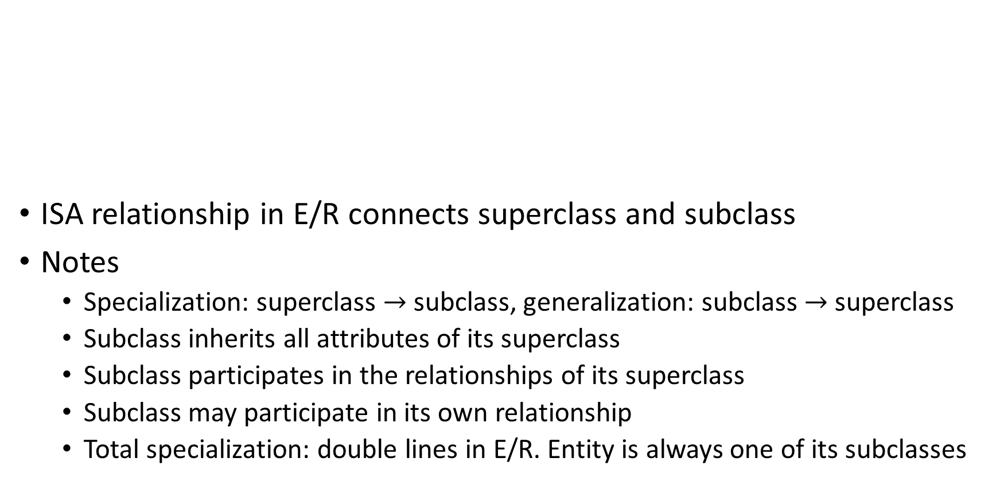 • ISA relationship in E/R connects superclass and subclass
• Notes
• Specialization: superclass → subclass, generalization: subclass → superclass
• Subclass inherits all attributes of its superclass
• Subclass participates in the relationships of its superclass
• Subclass may participate in its own relationship
• Total specialization: double lines in E/R. Entity is always one of its subclasses